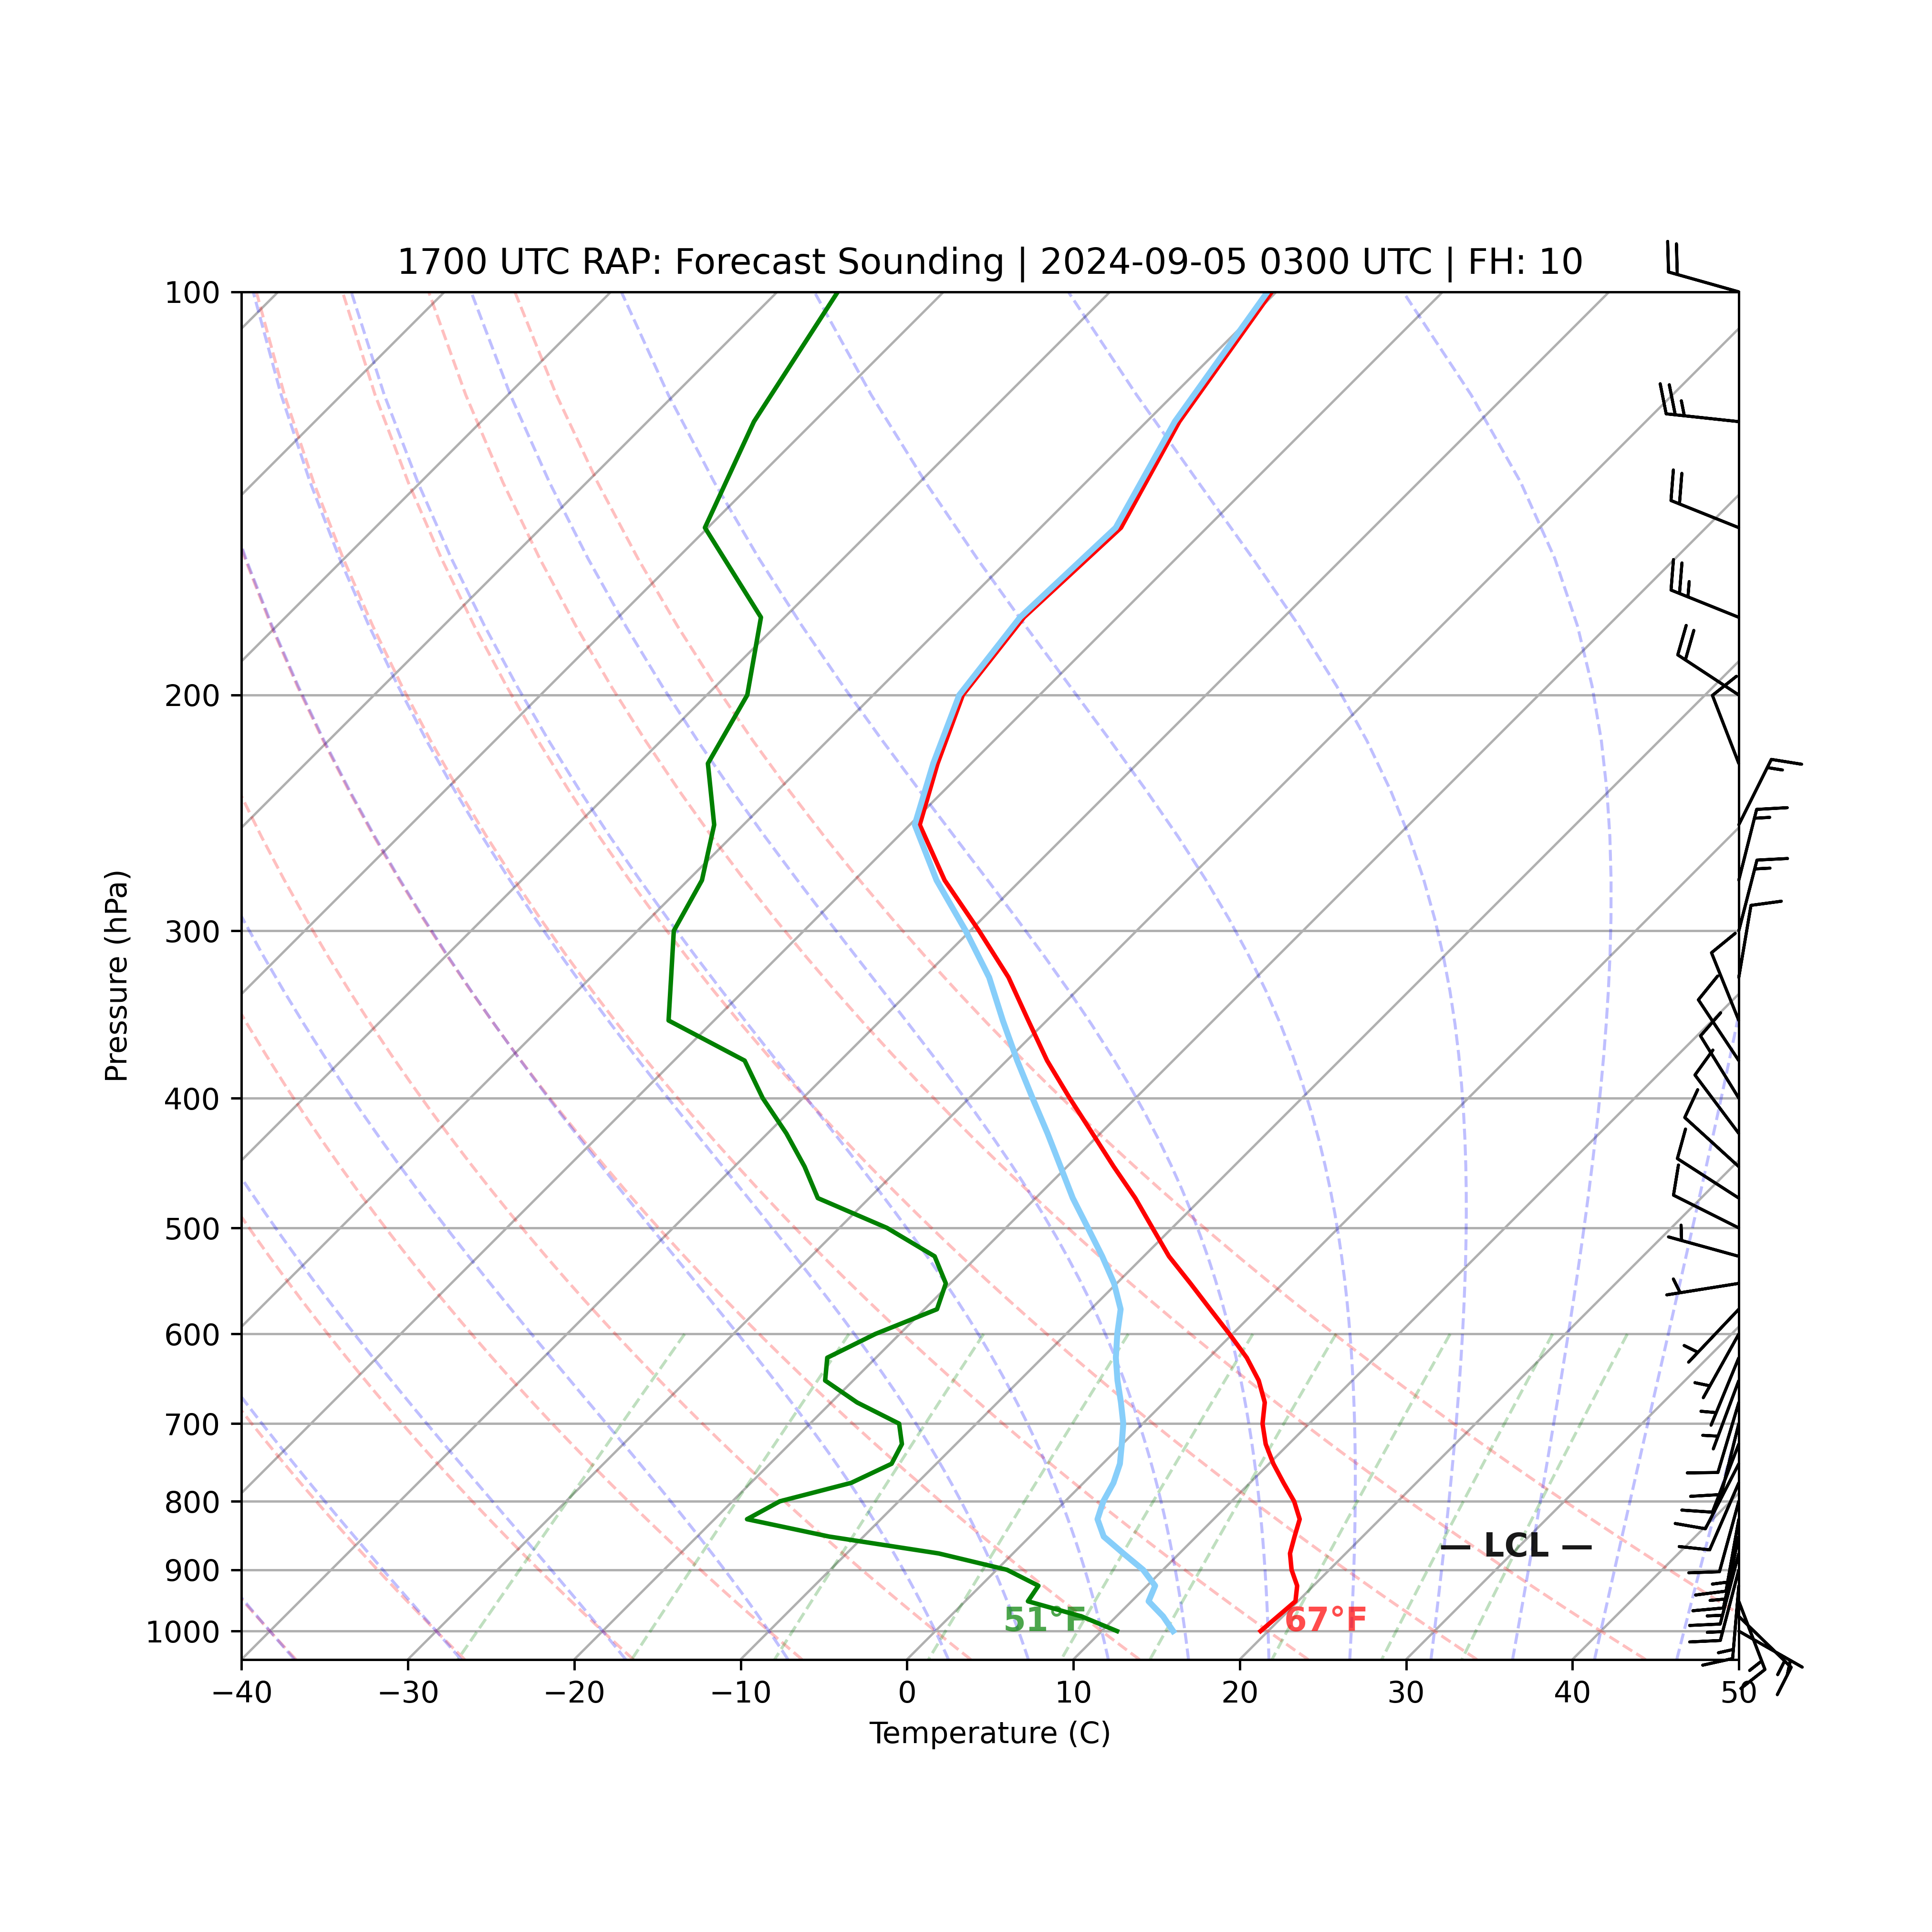 1700 UTC RAP: Forecast Sounding | 2024-09-05 0300 UTC | FH: 10
100
200
300
400
500
600
700
800
900
1000
Pressure (hPa)
— LCL —
51°F
67°F
−40 −30 −20 −10 0 10 20 30 40 50
Temperature (C)